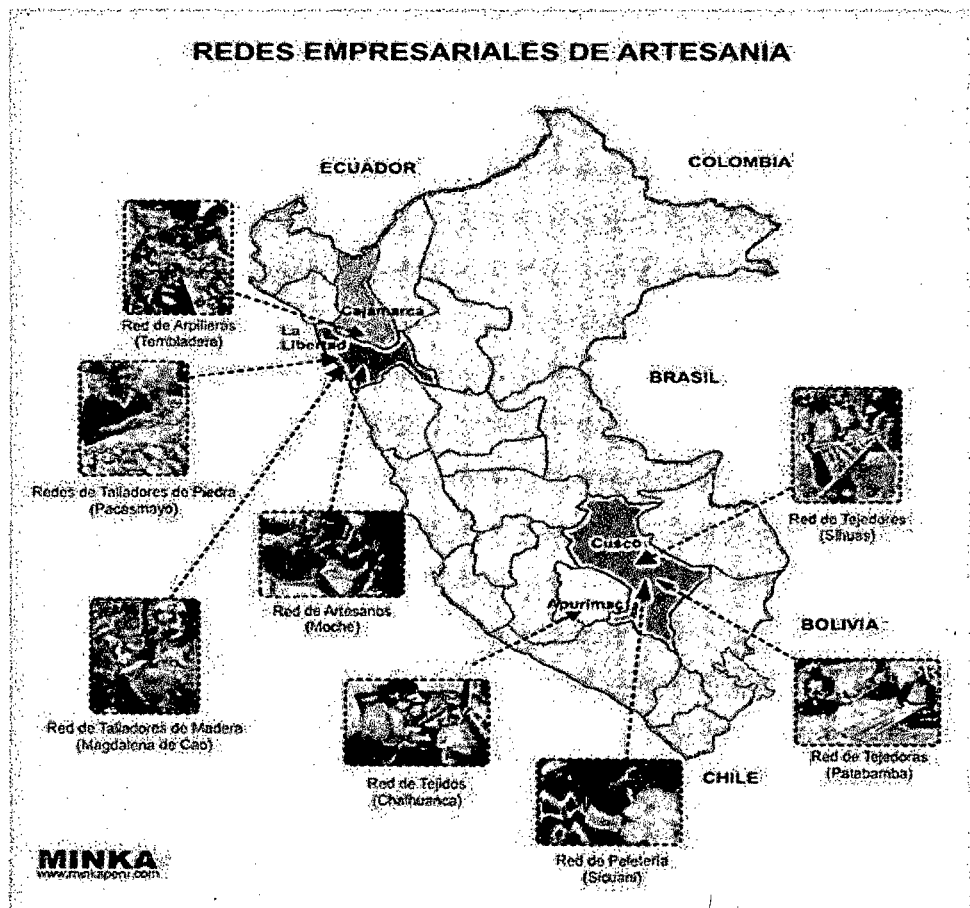 REDES EMPRESARIALES DE ARTESANIA
ECUADOR
COLOMBIA
Cajamarca
La
Libertad
Red de Arpilleras
(Tembladera)
BRASIL
Redes de Talladores de Piedra
(Pacasmayo)
Red de Tejedores
(Sihuas)
Cusco
Red de Artesanos
(Moche)
Apurimac
BOLIVIA
Red de Talladores de Madera
(Magdalena de Cao)
Red de Tejidos
(Chalhuanca)
Red de Tejedoras
(Patabamba)
CHILE
Red de Peletería
(Sicuani)
MINKA
www.minkaperu.com